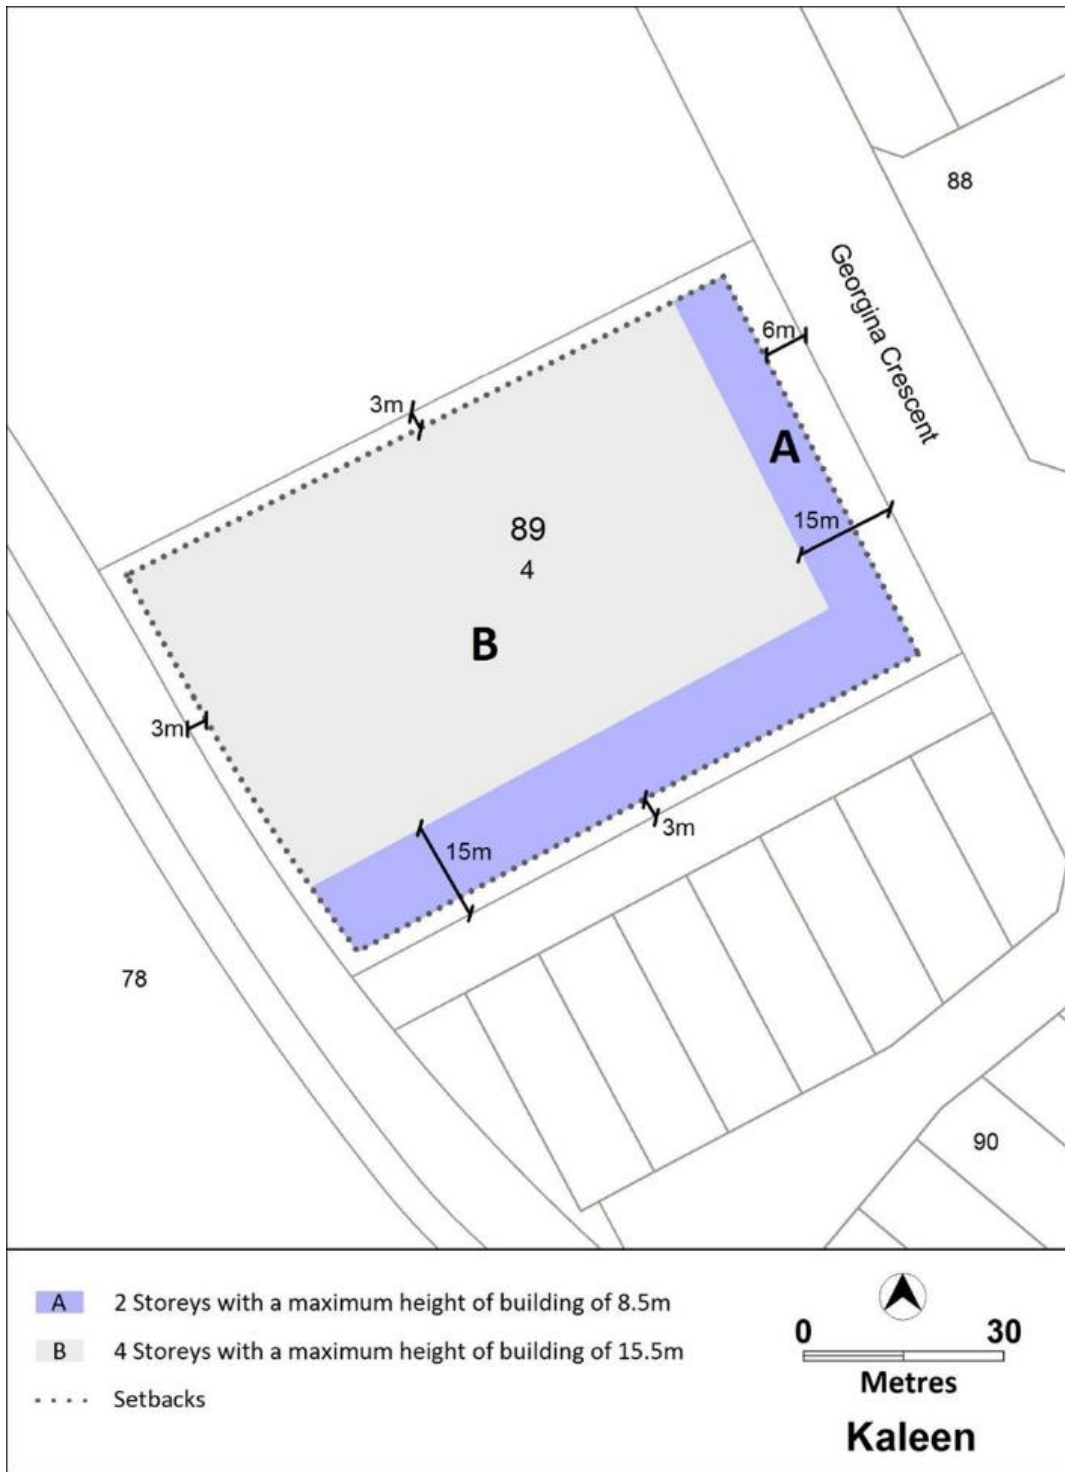 88
Georgina Crescent
6m
3m
A
15m
89
4
B
3m
3m
15m
78
90
A 2 Storeys with a maximum height of building of 8.5m
B 4 Storeys with a maximum height of building of 15.5m
Setbacks
0 30
Metres
Kaleen